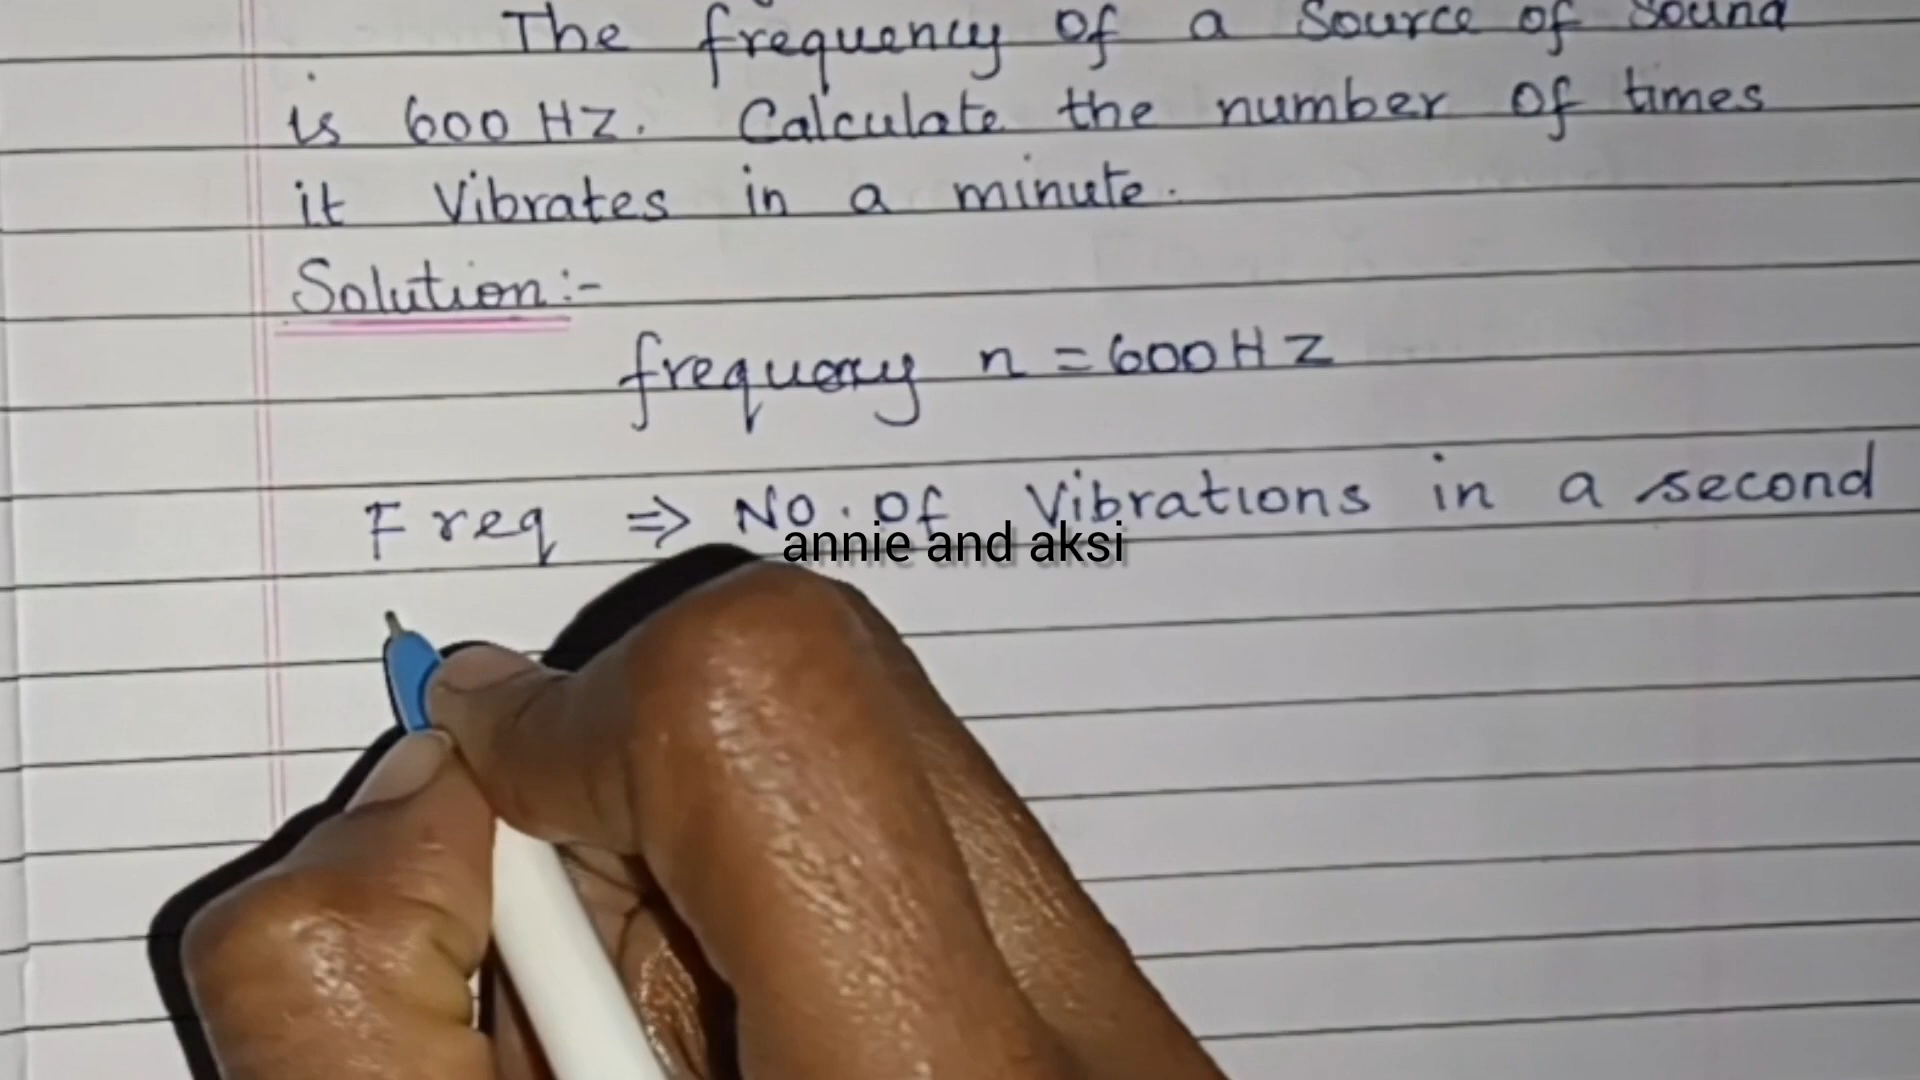 The frequency of a source of sound
is 600 HZ. Calculate the number of times
it vibrates in a minute.
Solution:-
frequency n = 600 HZ
Freq ⇒ NO. of Vibrations in a second
annie and aksi